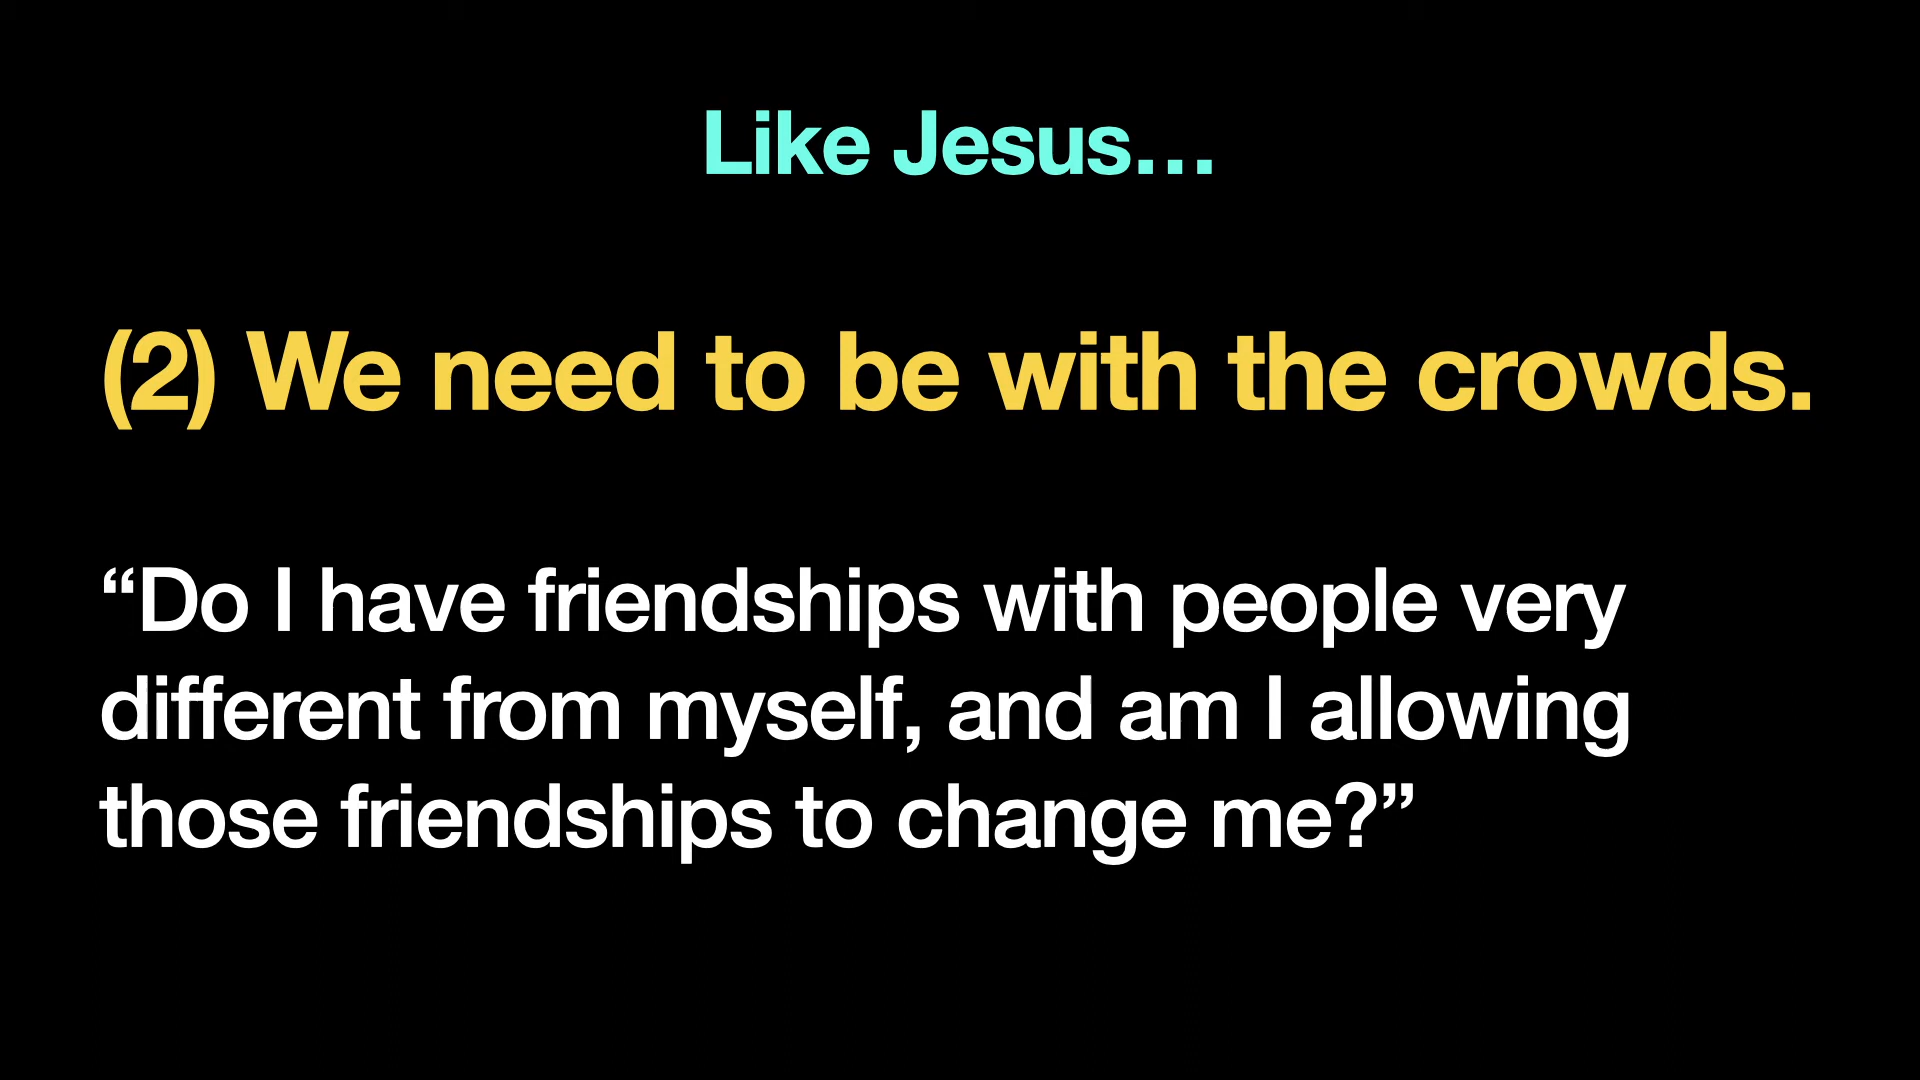 Like Jesus…
(2) We need to be with the crowds.
“Do I have friendships with people very
different from myself, and am I allowing
those friendships to change me?”